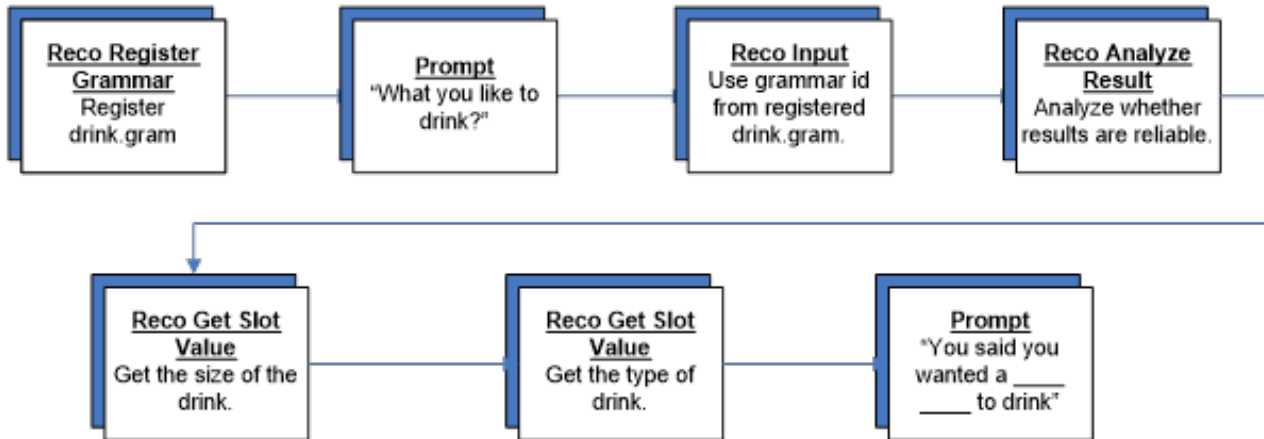 Reco Register
Grammar
Register
drink.gram
Prompt
“What you like to
drink?”
Reco Input
Use grammar id
from registered
drink.gram.
Reco Analyze
Result
Analyze whether
results are reliable.
Reco Get Slot
Value
Get the size of the
drink.
Reco Get Slot
Value
Get the type of
drink.
Prompt
“You said you
wanted a ____
____ to drink”